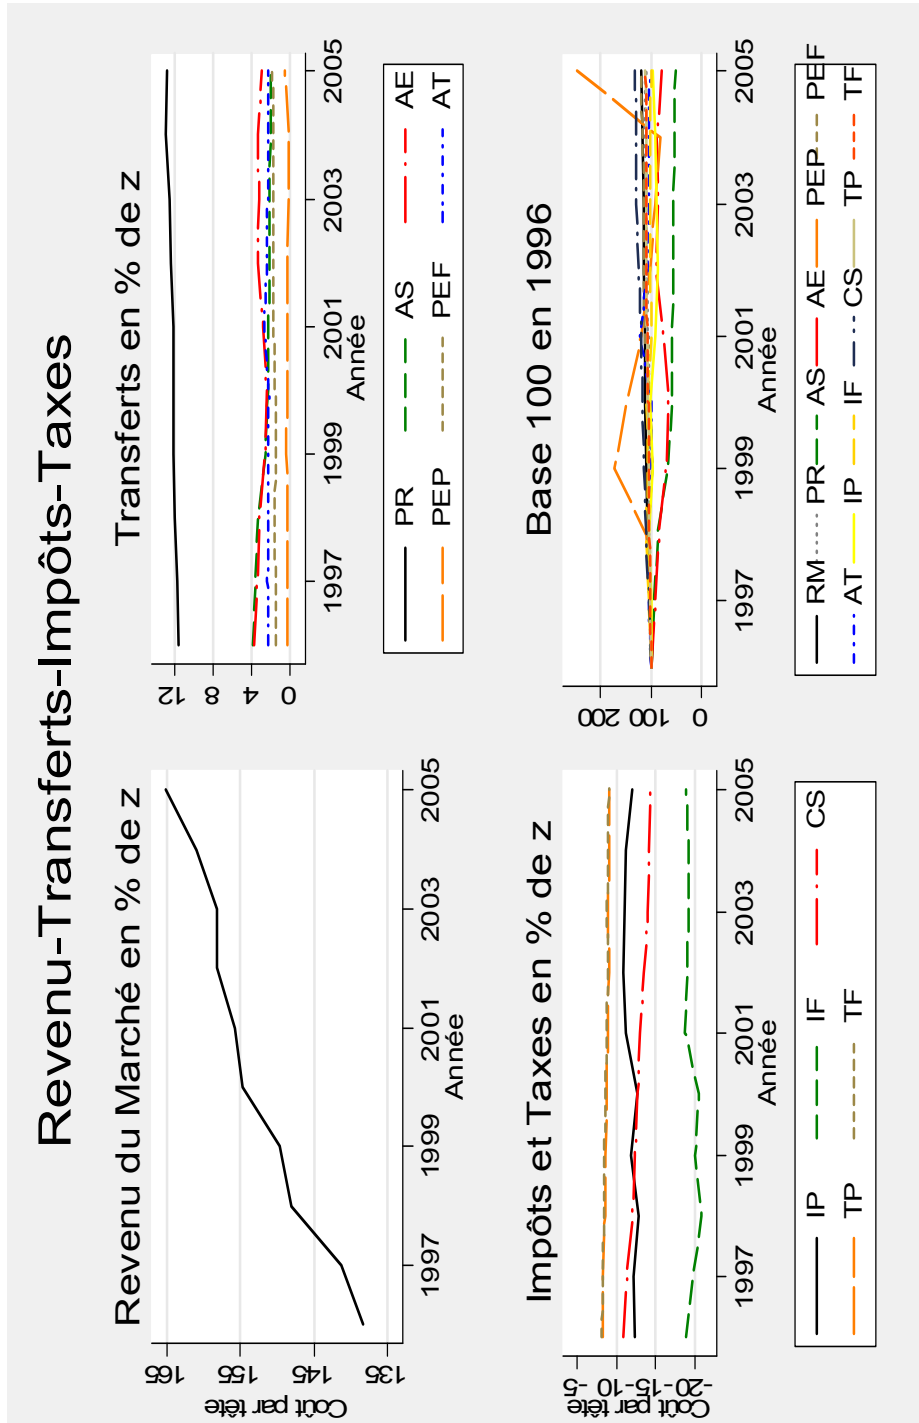 Revenu-Transferts-Impôts-Taxes
Revenu du Marché en % de z
Coût par tête
165
155
145
135
1997 1999 2001 2003 2005
Année
Transferts en % de z
12
8
4
0
1997 1999 2001 2003 2005
Année
PR AS AE
PEP PEF AT
Impôts et Taxes en % de z
Coût par tête
-5
-10
-15
-20
1997 1999 2001 2003 2005
Année
IP IF CS
TP TF
Base 100 en 1996
200
100
0
1997 1999 2001 2003 2005
Année
RM PR AS AE PEP PEF
AT IP IF CS TP TF